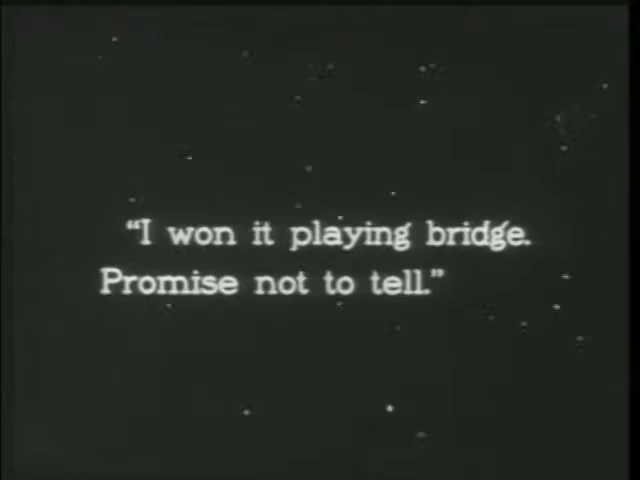 “I won it playing bridge.
Promise not to tell.”